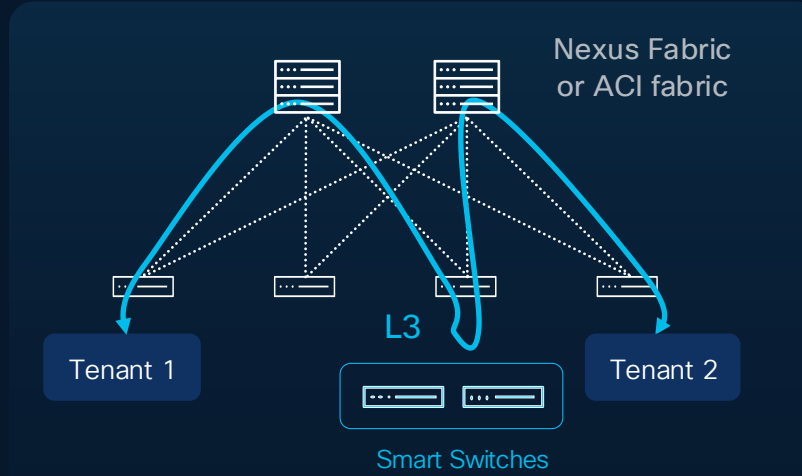 Nexus Fabric
or ACI fabric
L3
Tenant 1
Tenant 2
Smart Switches